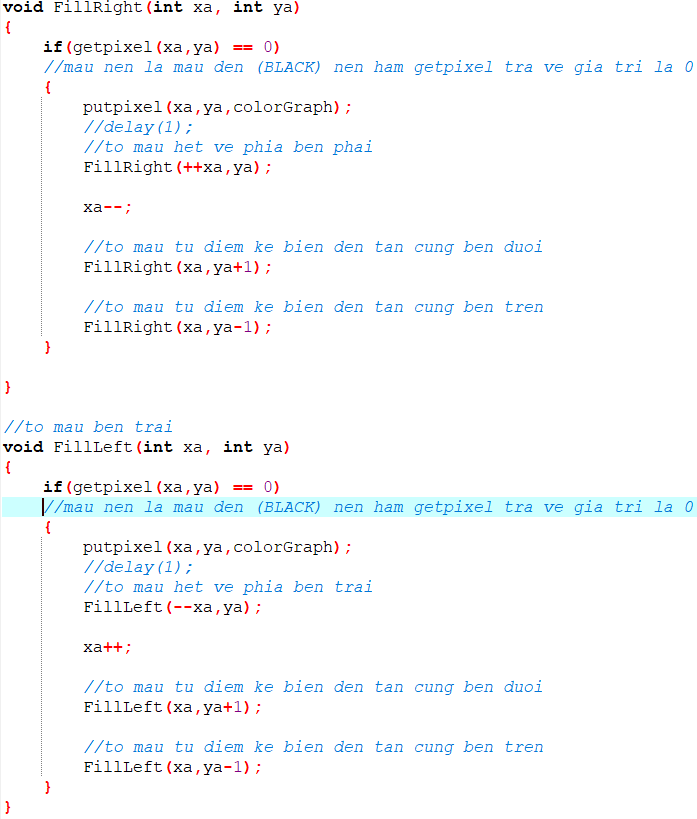 void FillRight(int xa, int ya)
{
    if(getpixel(xa,ya) == 0)
    //mau nen la mau den (BLACK) nen ham getpixel tra ve gia tri la 0
    {
        putpixel(xa,ya,colorGraph);
        //delay(1);
        //to mau het ve phia ben phai
        FillRight(++xa,ya);
        xa--;
        //to mau tu diem ke bien den tan cung ben duoi
        FillRight(xa,ya+1);
        //to mau tu diem ke bien den tan cung ben tren
        FillRight(xa,ya-1);
    }
}
//to mau ben trai
void FillLeft(int xa, int ya)
{
    if(getpixel(xa,ya) == 0)
    //mau nen la mau den (BLACK) nen ham getpixel tra ve gia tri la 0
    {
        putpixel(xa,ya,colorGraph);
        //delay(1);
        //to mau het ve phia ben trai
        FillLeft(--xa,ya);
        xa++;
        //to mau tu diem ke bien den tan cung ben duoi
        FillLeft(xa,ya+1);
        //to mau tu diem ke bien den tan cung ben tren
        FillLeft(xa,ya-1);
    }
}